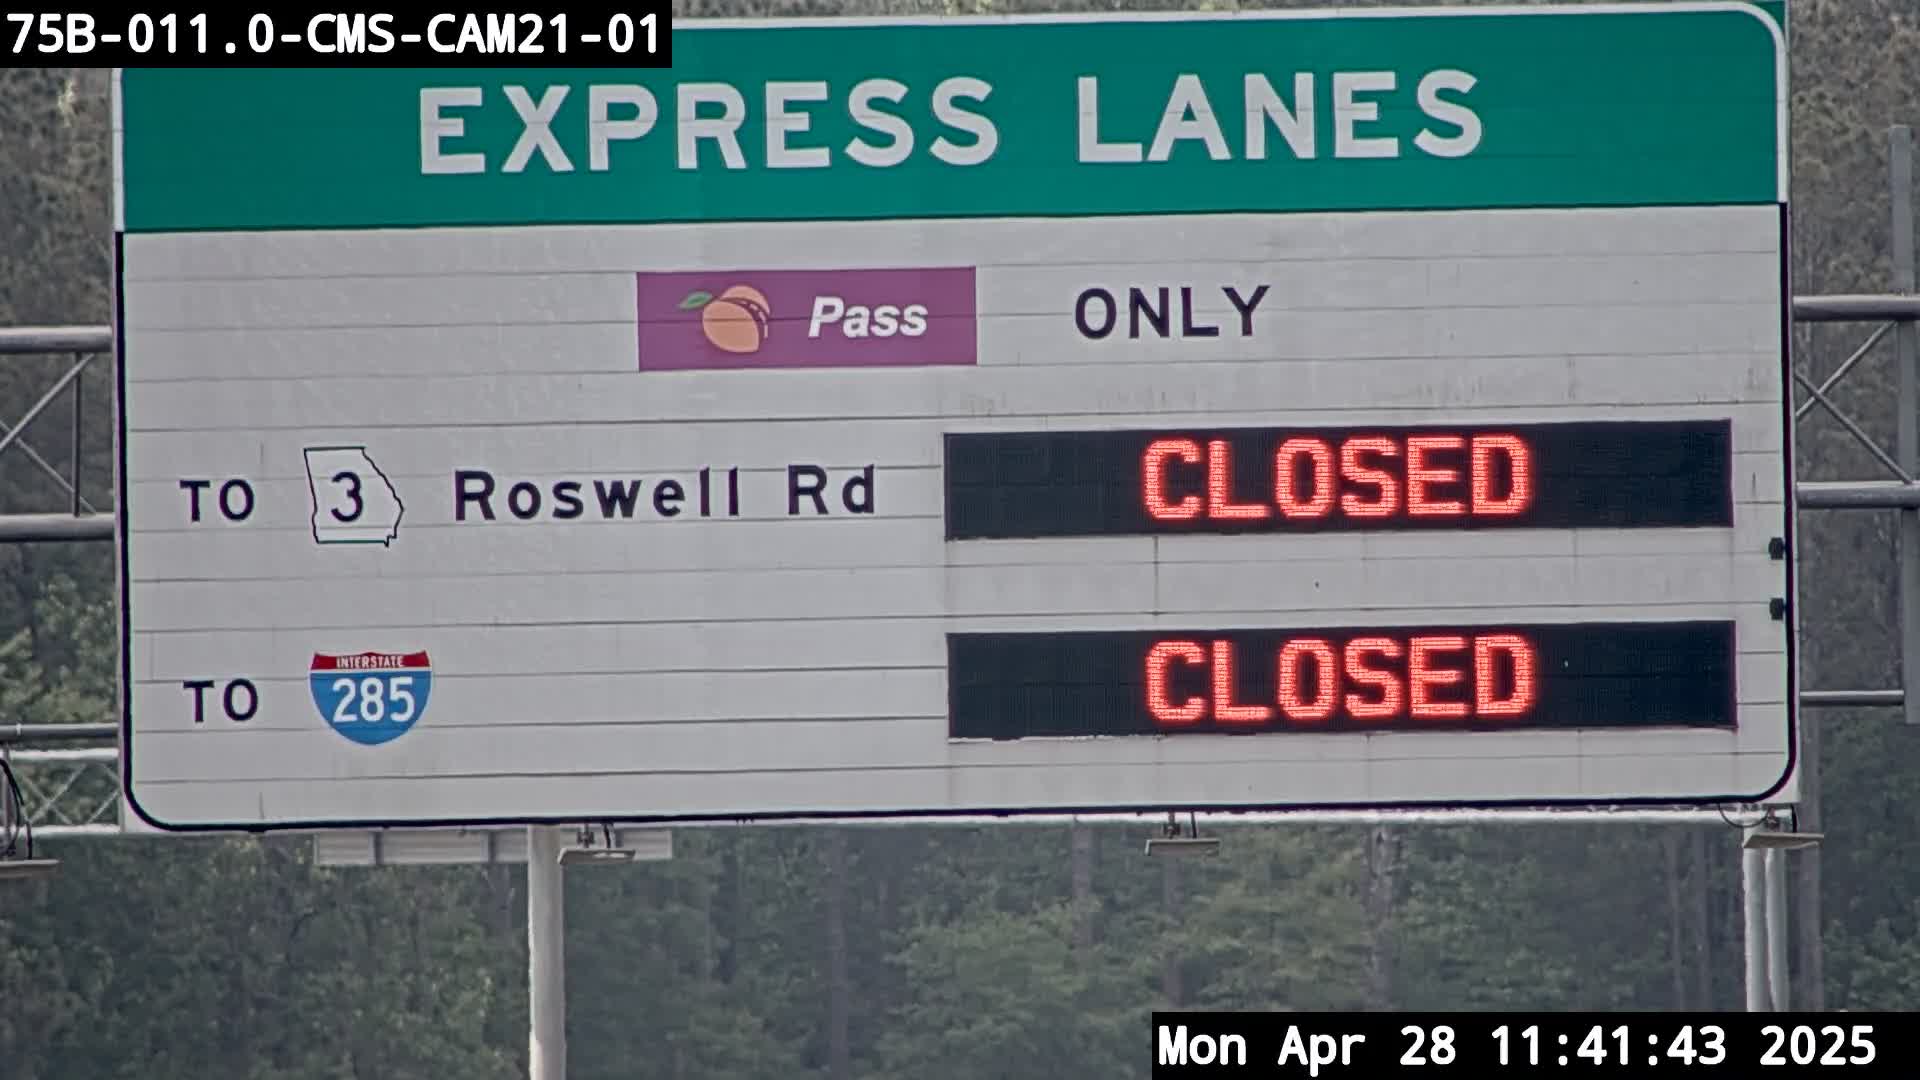 75B-011.0-CMS-CAM21-01
EXPRESS LANES
Pass ONLY
TO 3 Roswell Rd CLOSED
TO INTERSTATE 285 CLOSED
Mon Apr 28 11:41:43 2025